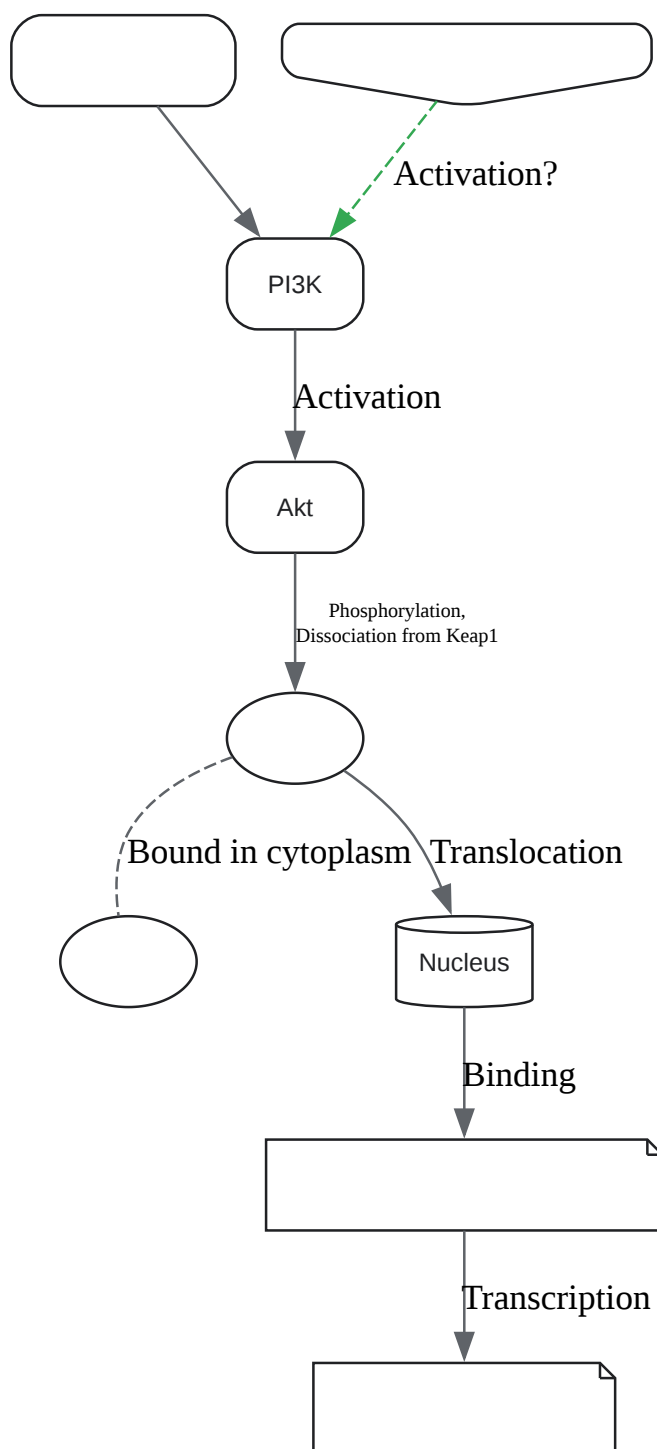 Activation?
PI3K
Activation
Akt
Phosphorylation,
Dissociation from Keap1
Bound in cytoplasm
Translocation
Nucleus
Binding
Transcription